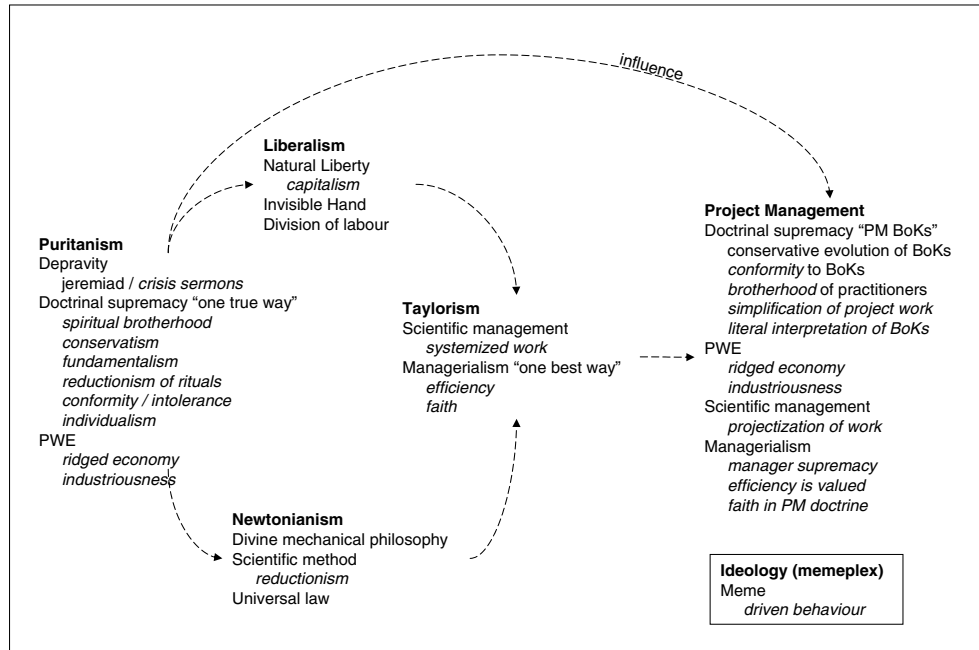 influence
Liberalism
Natural Liberty
capitalism
Invisible Hand
Division of labour
Puritanism
Depravity
jeremiad / crisis sermons
Doctrinal supremacy “one true way”
spiritual brotherhood
conservatism
fundamentalism
reductionism of rituals
conformity / intolerance
individualism
PWE
ridged economy
industriousness
Newtonianism
Divine mechanical philosophy
Scientific method
reductionism
Universal law
Taylorism
Scientific management
systemized work
Managerialism “one best way”
efficiency
faith
Project Management
Doctrinal supremacy “PM BoKs”
conservative evolution of BoKs
conformity to BoKs
brotherhood of practitioners
simplification of project work
literal interpretation of BoKs
PWE
ridged economy
industriousness
Scientific management
projectization of work
Managerialism
manager supremacy
efficiency is valued
faith in PM doctrine
Ideology (memeplex)
Meme
driven behaviour